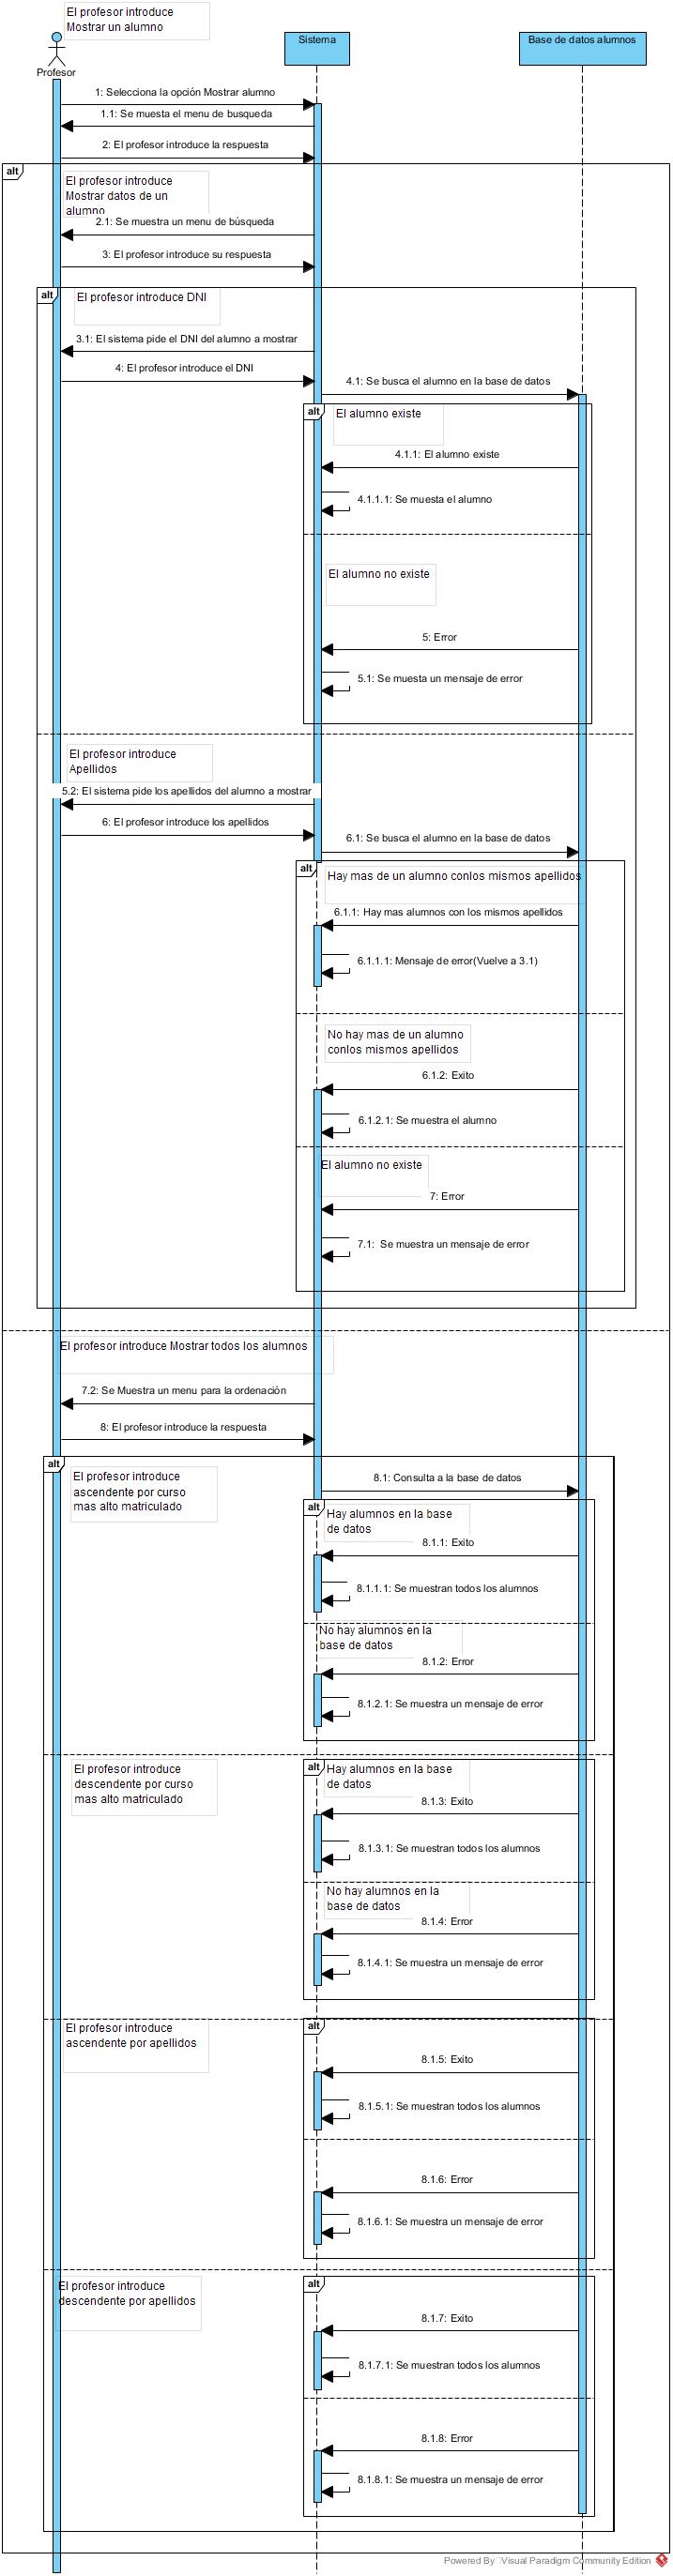 El profesor introduce
Mostrar un alumno
Sistema
Base de datos alumnos
Profesor
1: Selecciona la opción Mostrar alumno
1.1: Se muesta el menu de busqueda
2: El profesor introduce la respuesta
alt
El profesor introduce
Mostrar datos de un
alumno
2.1: Se muestra un menu de búsqueda
3: El profesor introduce su respuesta
alt
El profesor introduce DNI
3.1: El sistema pide el DNI del alumno a mostrar
4: El profesor introduce el DNI
4.1: Se busca el alumno en la base de datos
alt
El alumno existe
4.1.1: El alumno existe
4.1.1.1: Se muesta el alumno
El alumno no existe
5: Error
5.1: Se muesta un mensaje de error
El profesor introduce
Apellidos
5.2: El sistema pide los apellidos del alumno a mostrar
6: El profesor introduce los apellidos
6.1: Se busca el alumno en la base de datos
alt
Hay mas de un alumno conlos mismos apellidos
6.1.1: Hay mas alumnos con los mismos apellidos
6.1.1.1: Mensaje de error(Vuelve a 3.1)
No hay mas de un alumno
conlos mismos apellidos
6.1.2: Exito
6.1.2.1: Se muestra el alumno
El alumno no existe
7: Error
7.1: Se muestra un mensaje de error
El profesor introduce Mostrar todos los alumnos
7.2: Se Muestra un menu para la ordenación
8: El profesor introduce la respuesta
alt
El profesor introduce
ascendente por curso
mas alto matriculado
8.1: Consulta a la base de datos
alt
Hay alumnos en la base
de datos
8.1.1: Exito
8.1.1.1: Se muestran todos los alumnos
No hay alumnos en la
base de datos
8.1.2: Error
8.1.2.1: Se muestra un mensaje de error
El profesor introduce
descendente por curso
mas alto matriculado
alt
Hay alumnos en la base
de datos
8.1.3: Exito
8.1.3.1: Se muestran todos los alumnos
No hay alumnos en la
base de datos
8.1.4: Error
8.1.4.1: Se muestra un mensaje de error
El profesor introduce
ascendente por apellidos
alt
8.1.5: Exito
8.1.5.1: Se muestran todos los alumnos
8.1.6: Error
8.1.6.1: Se muestra un mensaje de error
El profesor introduce
descendente por apellidos
alt
8.1.7: Exito
8.1.7.1: Se muestran todos los alumnos
8.1.8: Error
8.1.8.1: Se muestra un mensaje de error
Powered By Visual Paradigm Community Edition